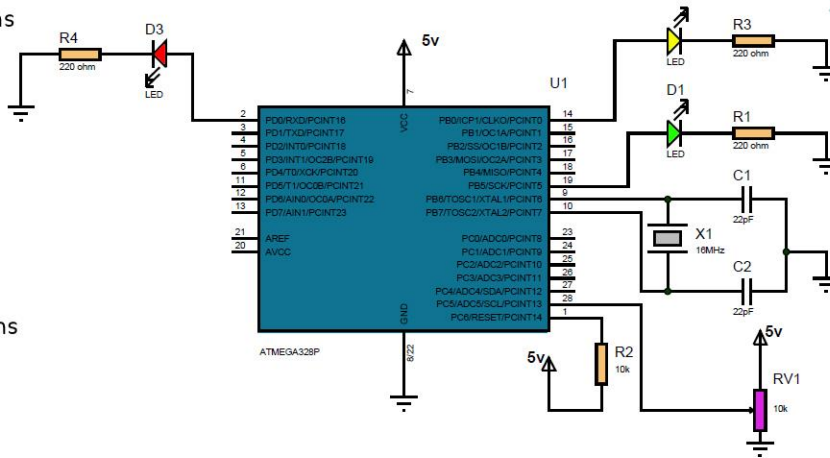 ns
R4
220 ohm
D3
LED
5v
7
VCC
U1
LED
R3
220 ohm
D1
LED
R1
220 ohm
2 PD0/RXD/PCINT16
3 PD1/TXD/PCINT17
4 PD2/INT0/PCINT18
5 PD3/INT1/OC2B/PCINT19
6 PD4/T0/XCK/PCINT20
11 PD5/T1/OC0B/PCINT21
12 PD6/AIN0/OC0A/PCINT22
13 PD7/AIN1/PCINT23
21 AREF
20 AVCC
PB0/ICP1/CLKO/PCINT0 14
PB1/OC1A/PCINT1 15
PB2/SS/OC1B/PCINT2 16
PB3/MOSI/OC2A/PCINT3 17
PB4/MISO/PCINT4 18
PB5/SCK/PCINT5 19
PB6/TOSC1/XTAL1/PCINT6 9
PB7/TOSC2/XTAL2/PCINT7 10
PC0/ADC0/PCINT8 23
PC1/ADC1/PCINT9 24
PC2/ADC2/PCINT10 25
PC3/ADC3/PCINT11 26
PC4/ADC4/SDA/PCINT12 27
PC5/ADC5/SCL/PCINT13 28
PC6/RESET/PCINT14 1
C1
22pF
X1
16MHz
C2
22pF
ns
GND
8/22
ATMEGA328P
5v
R2
10k
5v
RV1
10k